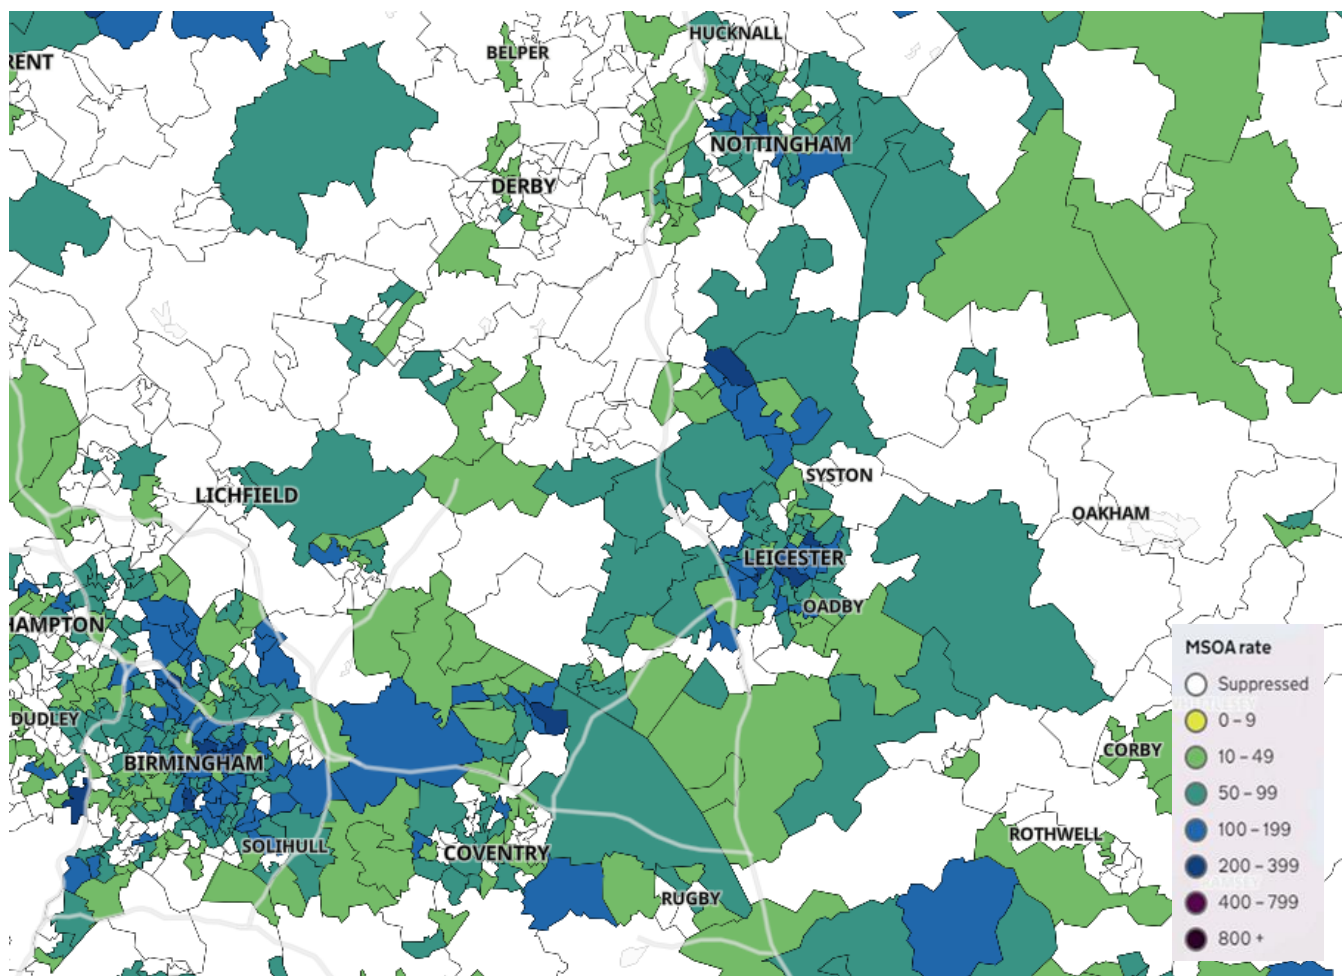 HUCKNALL
BELPER
RENT
NOTTINGHAM
DERBY
SYSTON
LICHFIELD
OAKHAM
LEICESTER
OADBY
HAMPTON
DUDLEY
CORBY
BIRMINGHAM
ROTHWELL
SOLIHULL
COVENTRY
RUGBY
MSOA rate
Suppressed
0 – 9
10 – 49
50 – 99
100 – 199
200 – 399
400 – 799
800 +